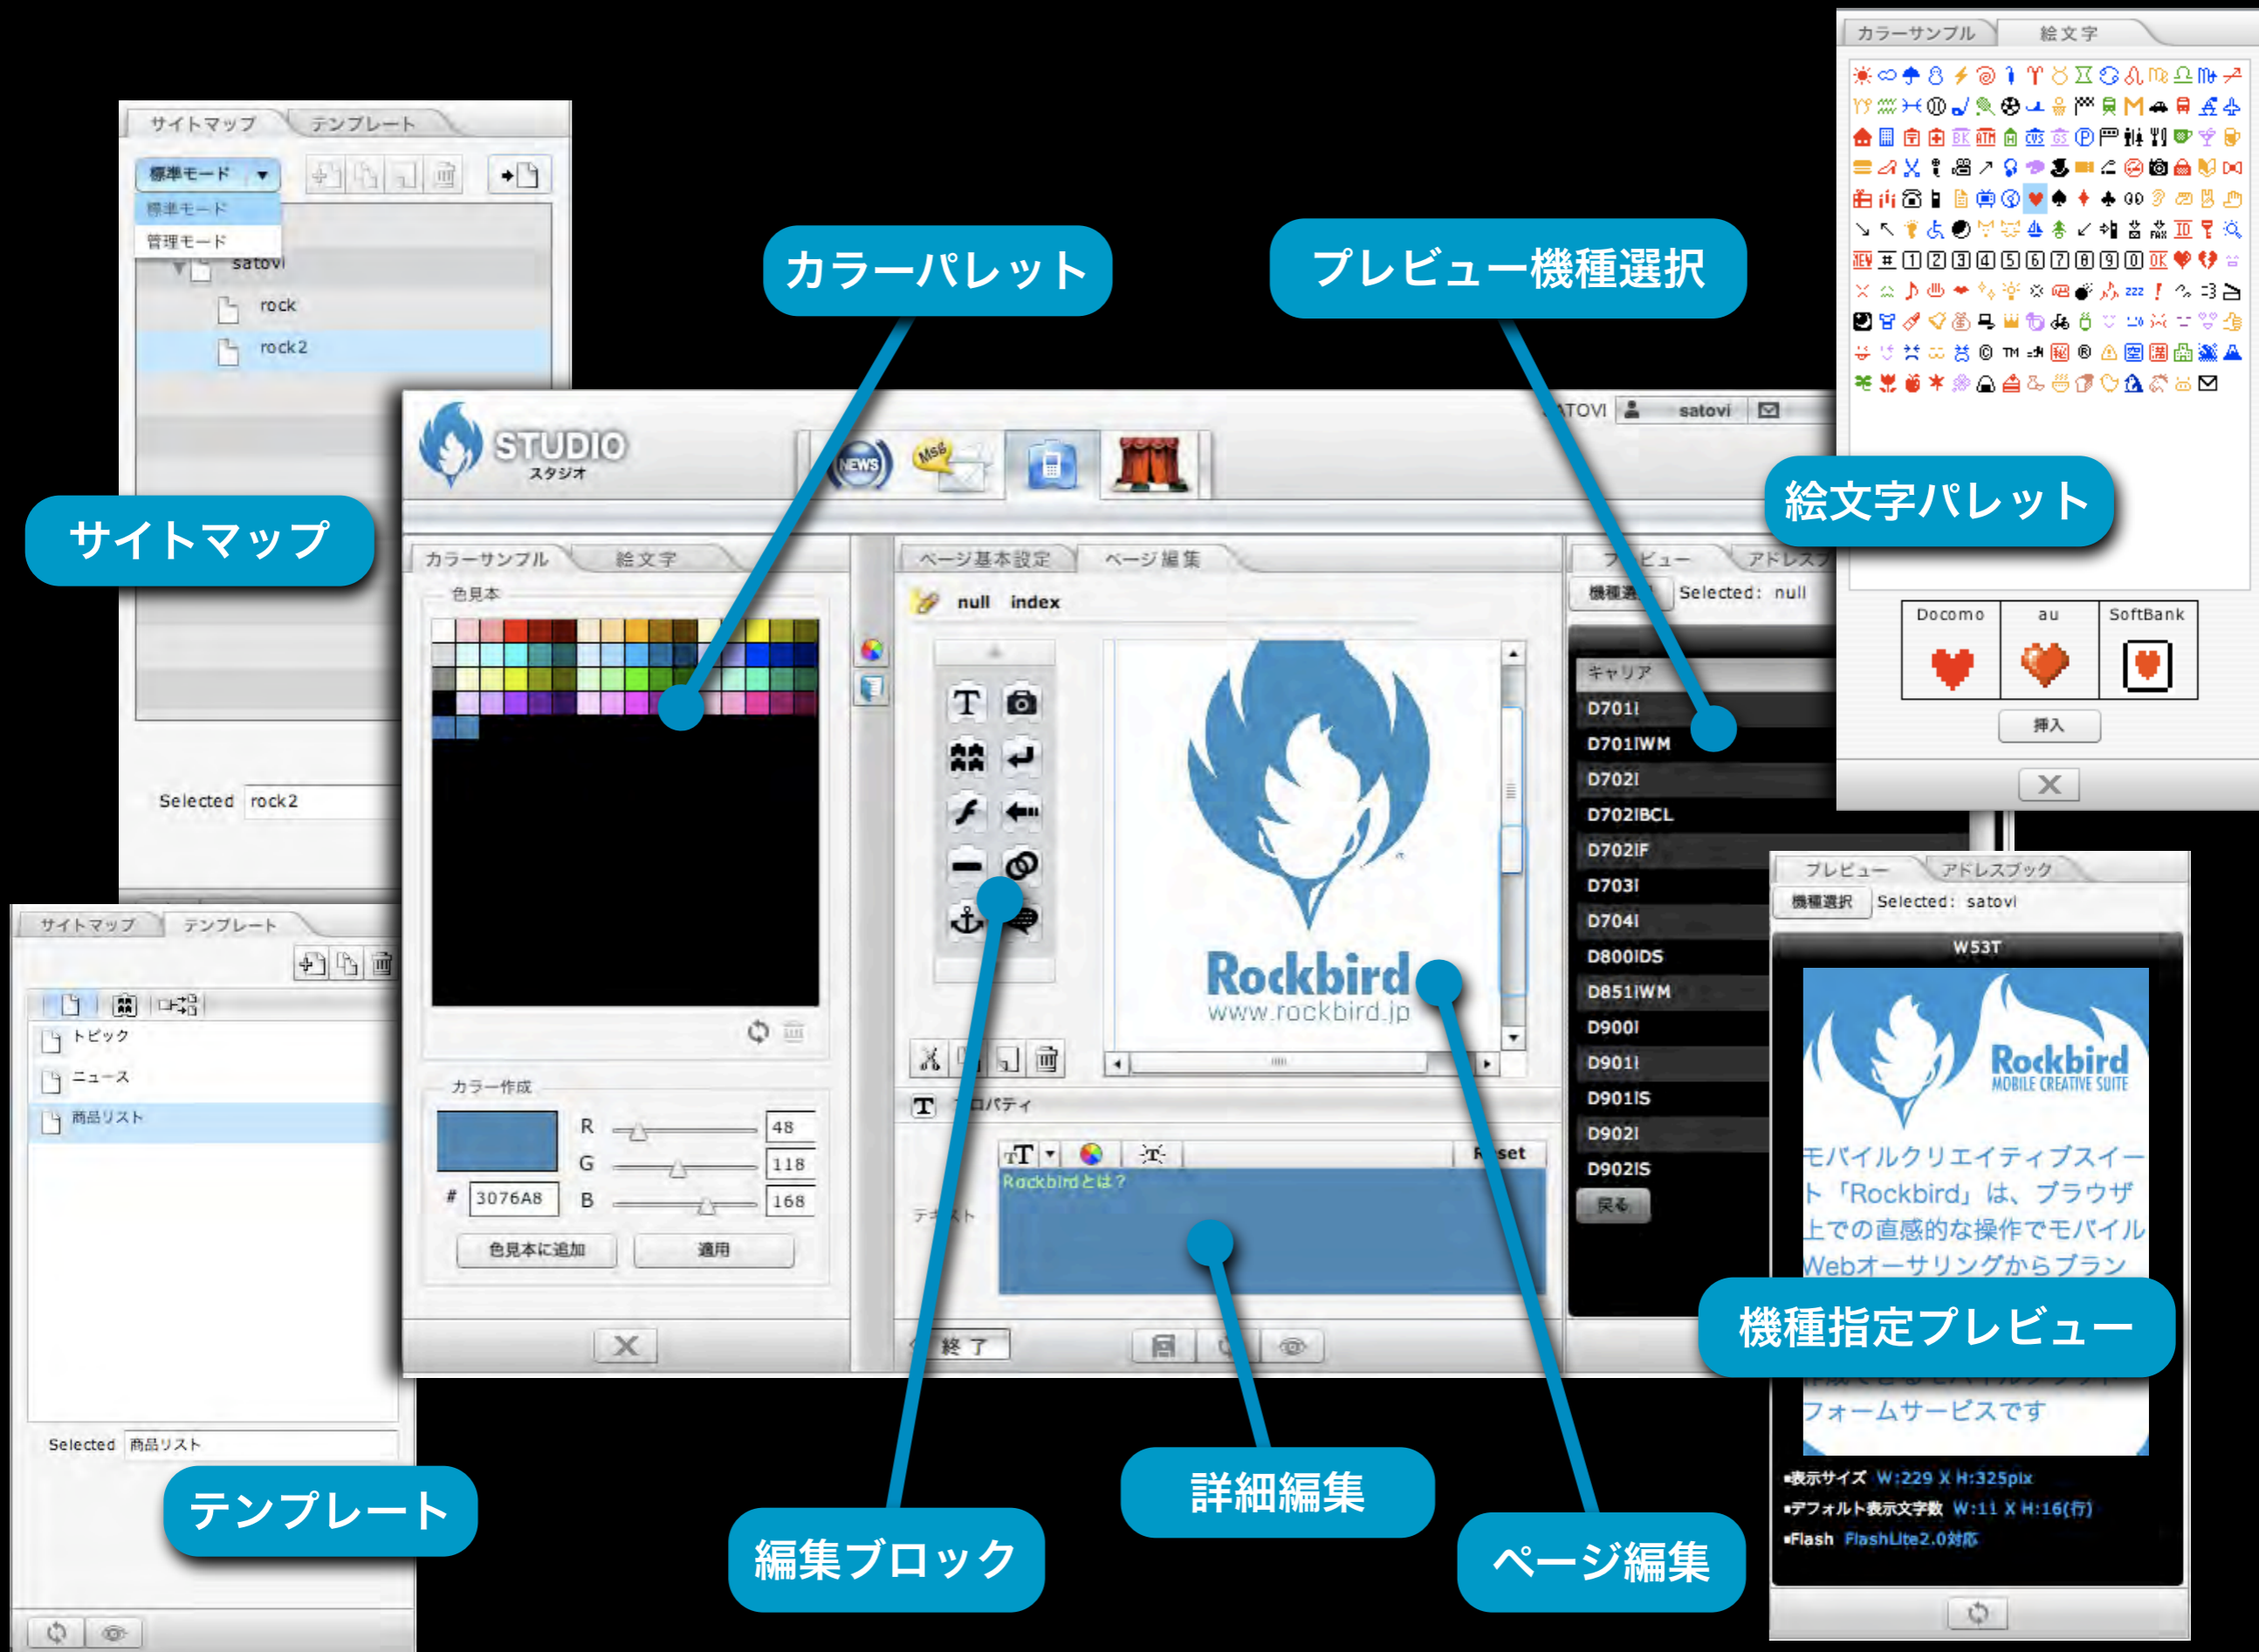 カラーサンプル 絵文字
サイトマップ テンプレート
標準モード
標準モード
管理モード
satovi
rock
rock2
Selected rock2
サイトマップ
カラーパレット
プレビュー機種選択
絵文字パレット
Docomo au SoftBank
挿入
STUDIO
スタジオ
NEWS
Msg
satovi
カラーサンプル 絵文字
色見本
カラー作成
R 48
G 118
# 3076A8 B 168
色見本に追加 適用
ページ基本設定 ページ編集
null index
Rockbird
www.rockbird.jp
テキスト
Rockbirdとは？
終了
機種選択 Selected: null
キャリア
D701I
D701IWM
D702I
D702IBCL
D702IF
D703I
D704I
D800IDS
D851IWM
D900I
D901I
D901IS
D902I
D902IS
戻る
プレビュー アドレスブック
機種選択 Selected: satovi
W53T
Rockbird
MOBILE CREATIVE SUITE
モバイルクリエイティブスイー
ト「Rockbird」は、ブラウザ
上での直感的な操作でモバイル
Webオーサリングからブラン
フォームサービスです
機種指定プレビュー
▪表示サイズ W:229 X H:325pix
▪デフォルト表示文字数 W:11 X H:16(行)
▪Flash FlashLite2.0対応
サイトマップ テンプレート
トピック
ニュース
商品リスト
Selected 商品リスト
テンプレート
編集ブロック
詳細編集
ページ編集